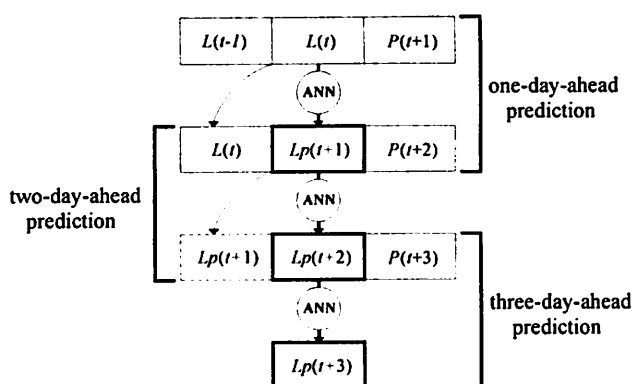 L(t-1) L(t) P(t+1)
ANN
one-day-ahead
prediction
L(t) Lp(t+1) P(t+2)
two-day-ahead
prediction
ANN
Lp(t+1) Lp(t+2) P(t+3)
ANN
three-day-ahead
prediction
Lp(t+3)